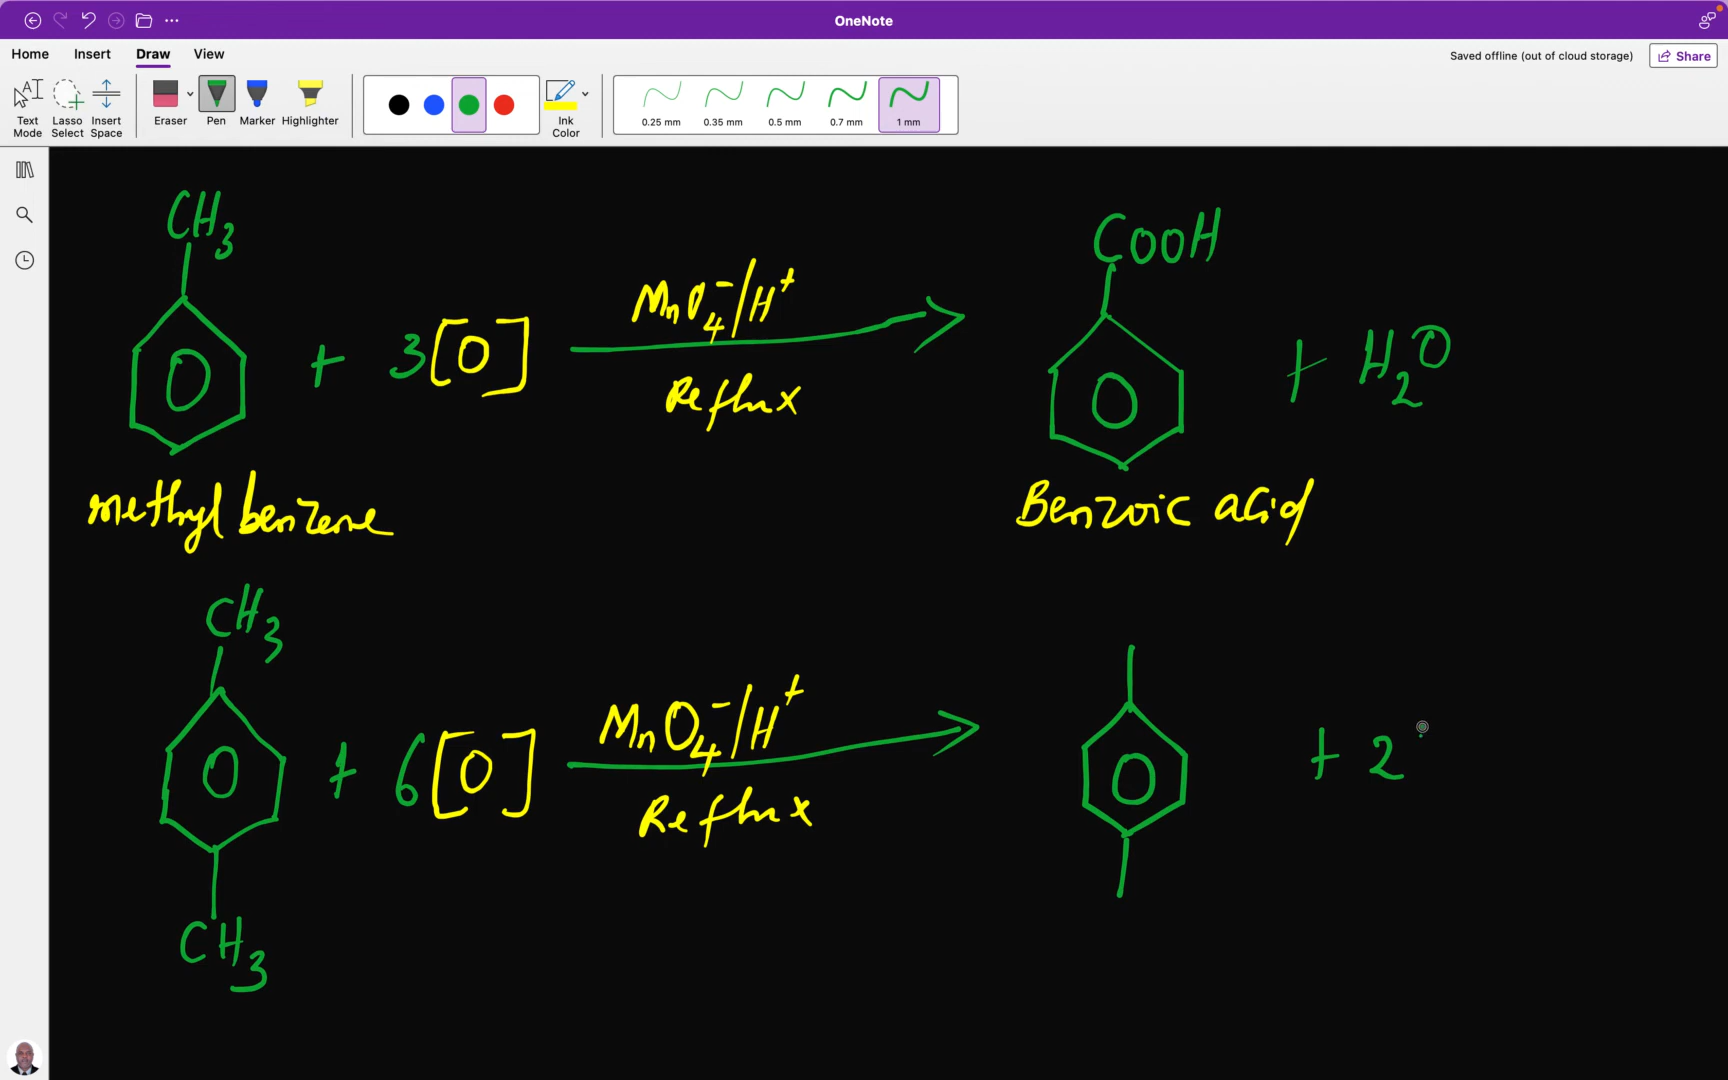 OneNote
Home Insert Draw View
Saved offline (out of cloud storage)
Share
Text Mode
Lasso Select
Insert Space
Eraser
Pen
Marker
Highlighter
Ink Color
0.25 mm
0.35 mm
0.5 mm
0.7 mm
1 mm
CH₃
+ 3[O]
MnO₄⁻/H⁺
Reflux
COOH
+ H₂O
methyl benzene
Benzoic acid
CH₃
+ 6[O]
MnO₄⁻/H⁺
Reflux
+ 2
CH₃